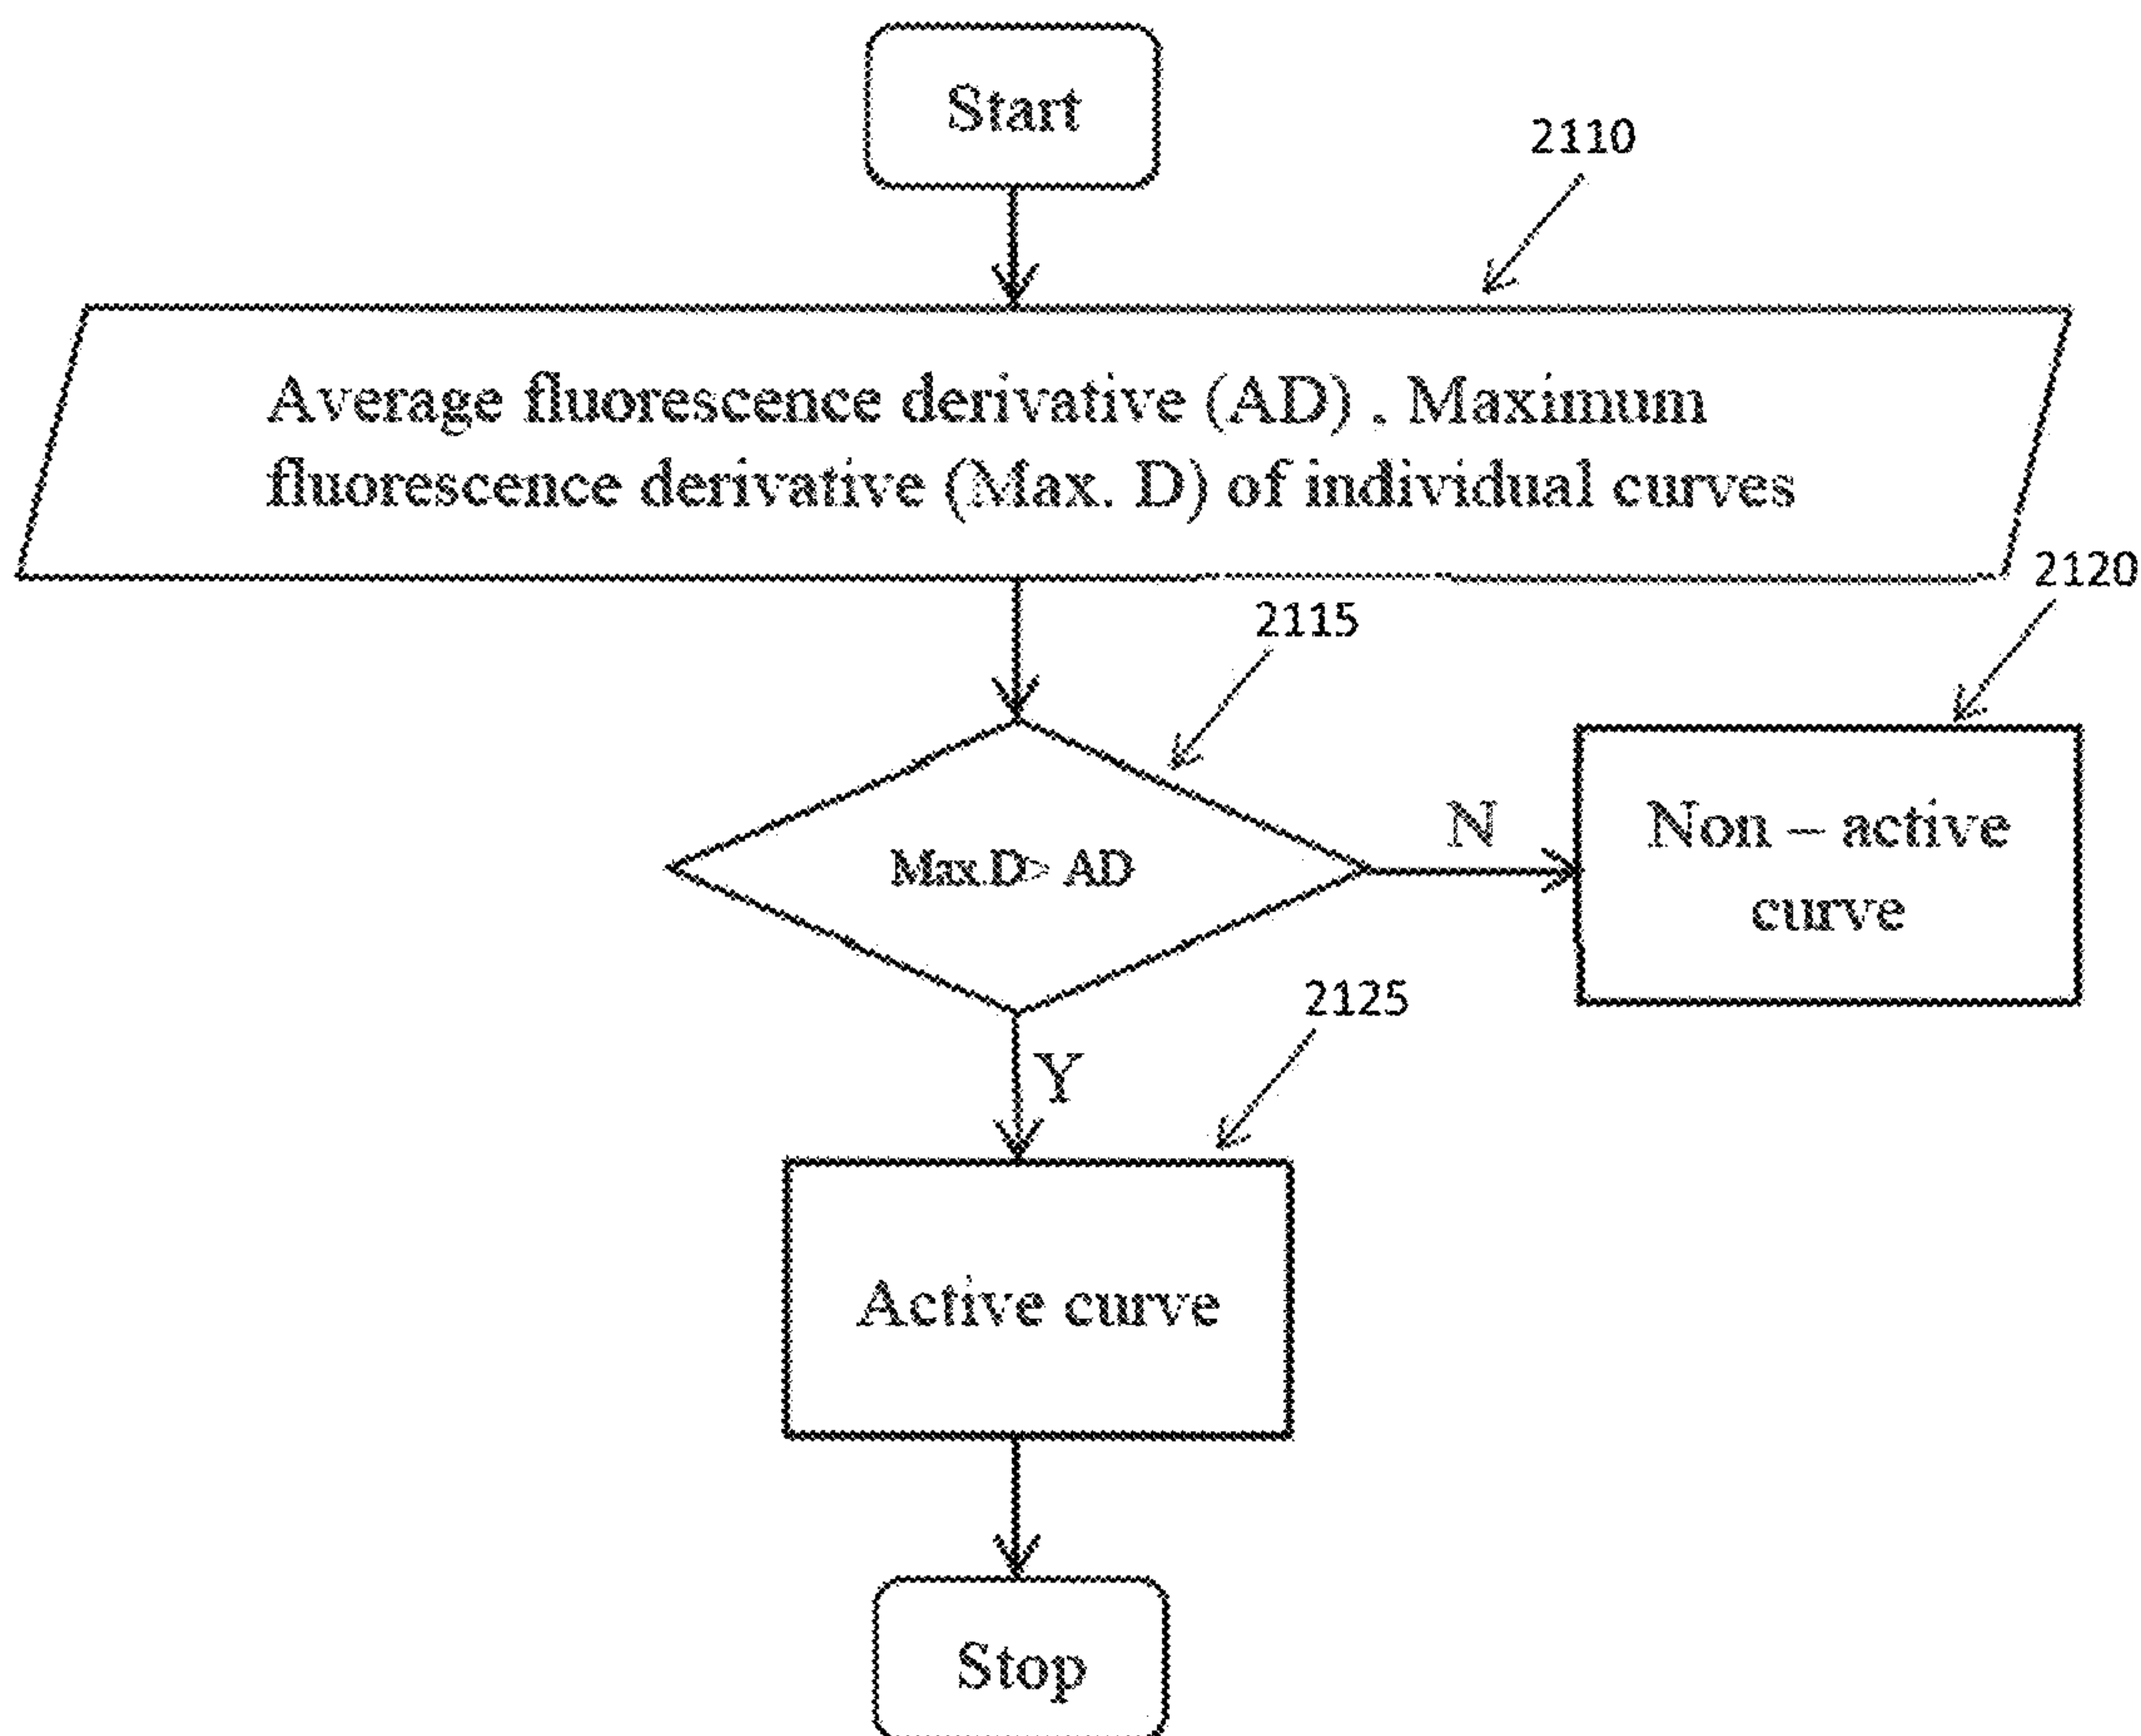 Start
2110
Average fluorescence derivative (AD) , Maximum
fluorescence derivative (Max. D) of individual curves
2120
2115
Max.D> AD
N
Non – active
curve
2125
Y
Active curve
Stop